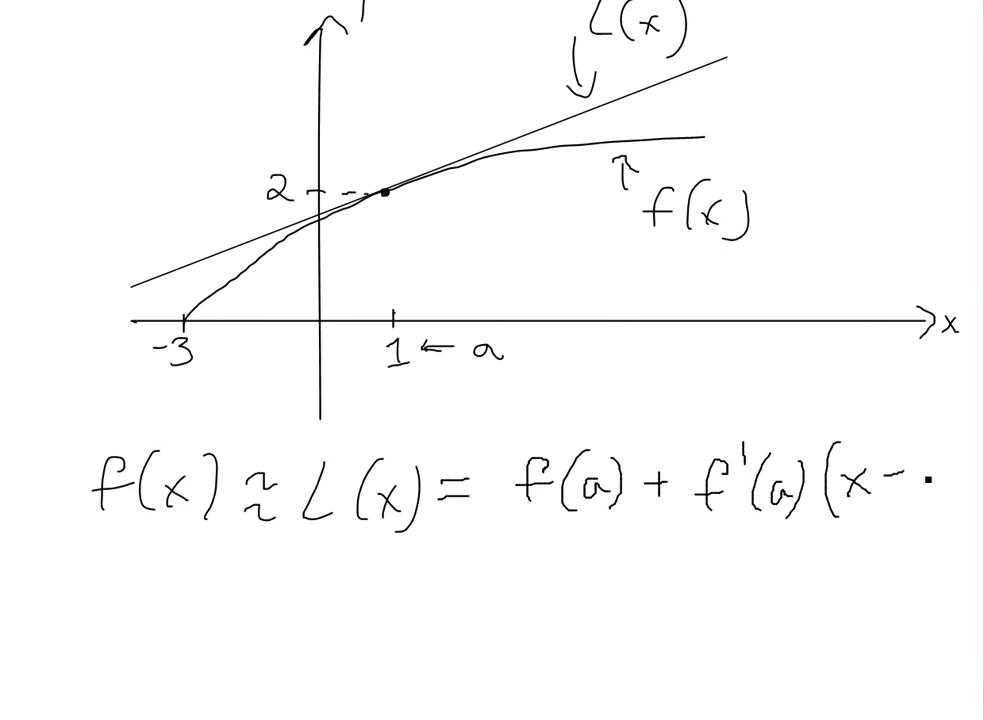 L(x)
2
f(x)
x
-3
1 ← a
f(x) ≈ L(x) = f(a) + f'(a)(x -